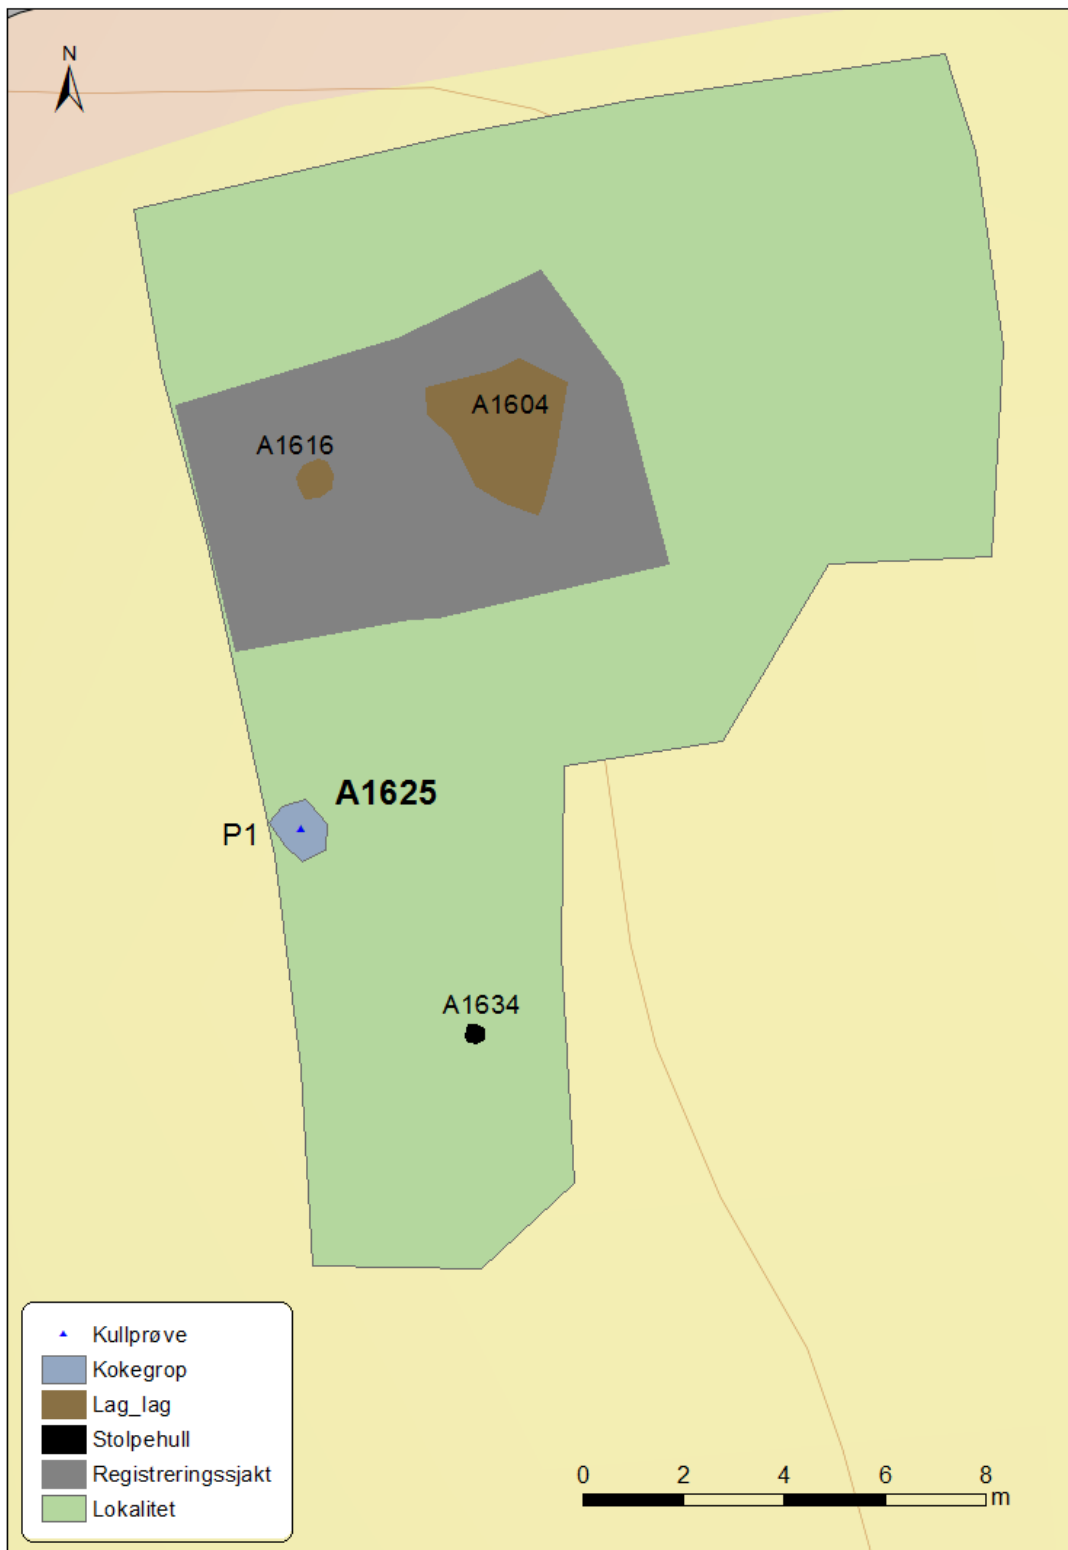 N
A1604
A1616
A1625
P1
A1634
Kullprøve
Kokegrop
Lag_lag
Stolpehull
Registreringssjakt
Lokalitet
0 2 4 6 8
m